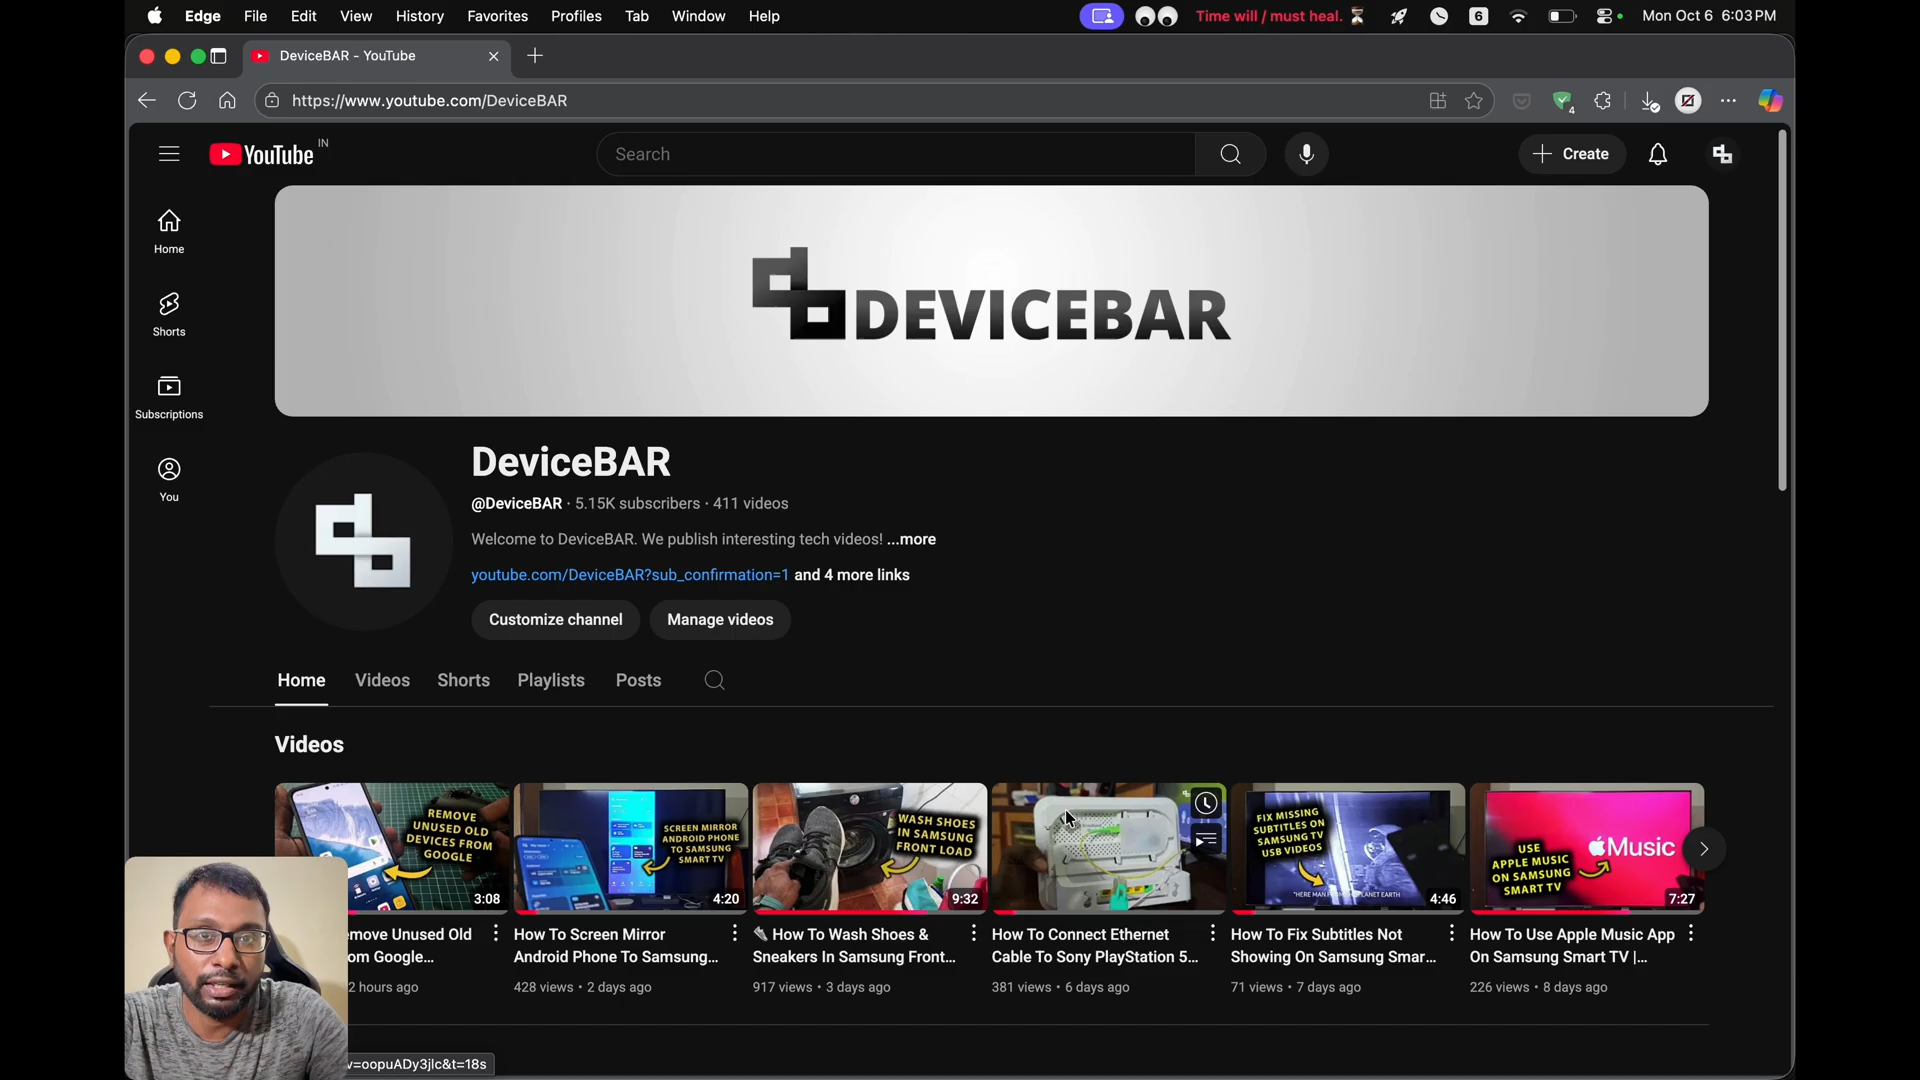 Edge File Edit View History Favorites Profiles Tab Window Help Time will / must heal. 6 Mon Oct 6 6:03 PM
DeviceBAR - YouTube
https://www.youtube.com/DeviceBAR
4
YouTube IN
Search
Create
Home
Shorts
Subscriptions
You
DEVICEBAR
DeviceBAR
@DeviceBAR · 5.15K subscribers · 411 videos
Welcome to DeviceBAR. We publish interesting tech videos! ...more
youtube.com/DeviceBAR?sub_confirmation=1 and 4 more links
Customize channel Manage videos
Home Videos Shorts Playlists Posts
Videos
REMOVE
UNUSED OLD
DEVICES FROM
GOOGLE
3:08
emove Unused Old
om Google...
2 hours ago
SCREEN MIRROR
ANDROID PHONE
TO SAMSUNG
SMART TV
4:20
How To Screen Mirror
Android Phone To Samsung...
428 views • 2 days ago
WASH SHOES
IN SAMSUNG
FRONT LOAD
9:32
How To Wash Shoes &
Sneakers In Samsung Front...
917 views • 3 days ago
How To Connect Ethernet
Cable To Sony PlayStation 5...
381 views • 6 days ago
FIX MISSING
SUBTITLES ON
SAMSUNG TV
USB VIDEOS
4:46
How To Fix Subtitles Not
Showing On Samsung Smar...
71 views • 7 days ago
USE
APPLE MUSIC
ON SAMSUNG
SMART TV
Music
7:27
How To Use Apple Music App
On Samsung Smart TV |...
226 views • 8 days ago
v=oopuADy3jlc&t=18s